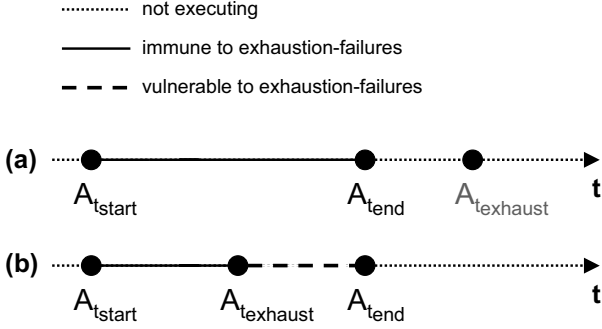 not executing
immune to exhaustion-failures
vulnerable to exhaustion-failures
(a)
t
A_tstart A_tend A_texhaust
(b)
t
A_tstart A_texhaust A_tend